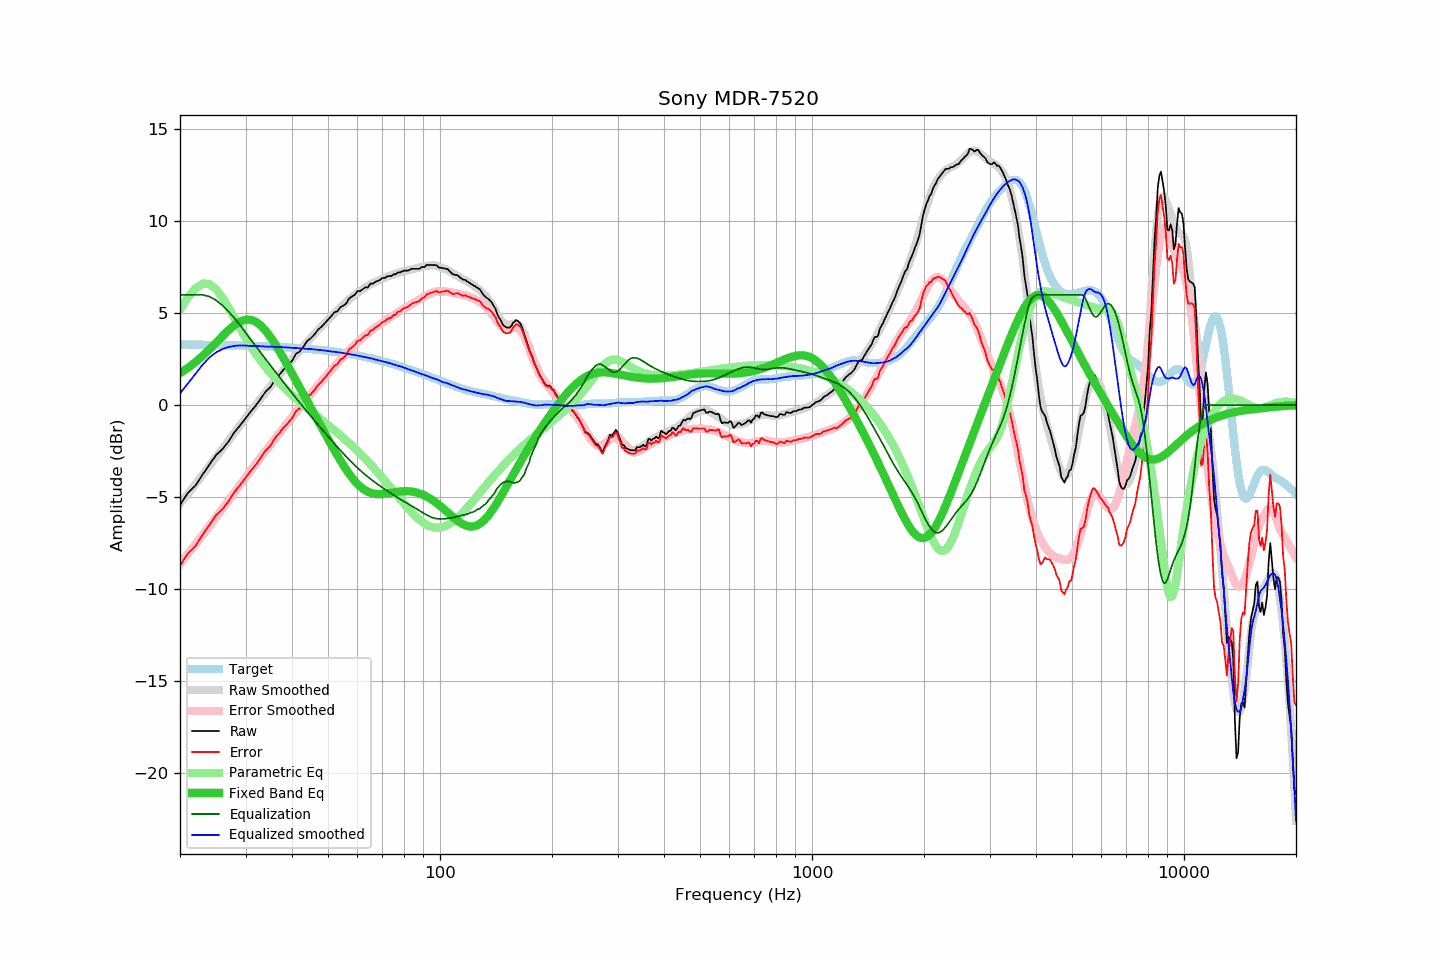 Sony MDR-7520
Amplitude (dBr)
15
10
5
0
−5
−10
−15
−20
Target
Raw Smoothed
Error Smoothed
Raw
Error
Parametric Eq
Fixed Band Eq
Equalization
Equalized smoothed
100
1000
10000
Frequency (Hz)